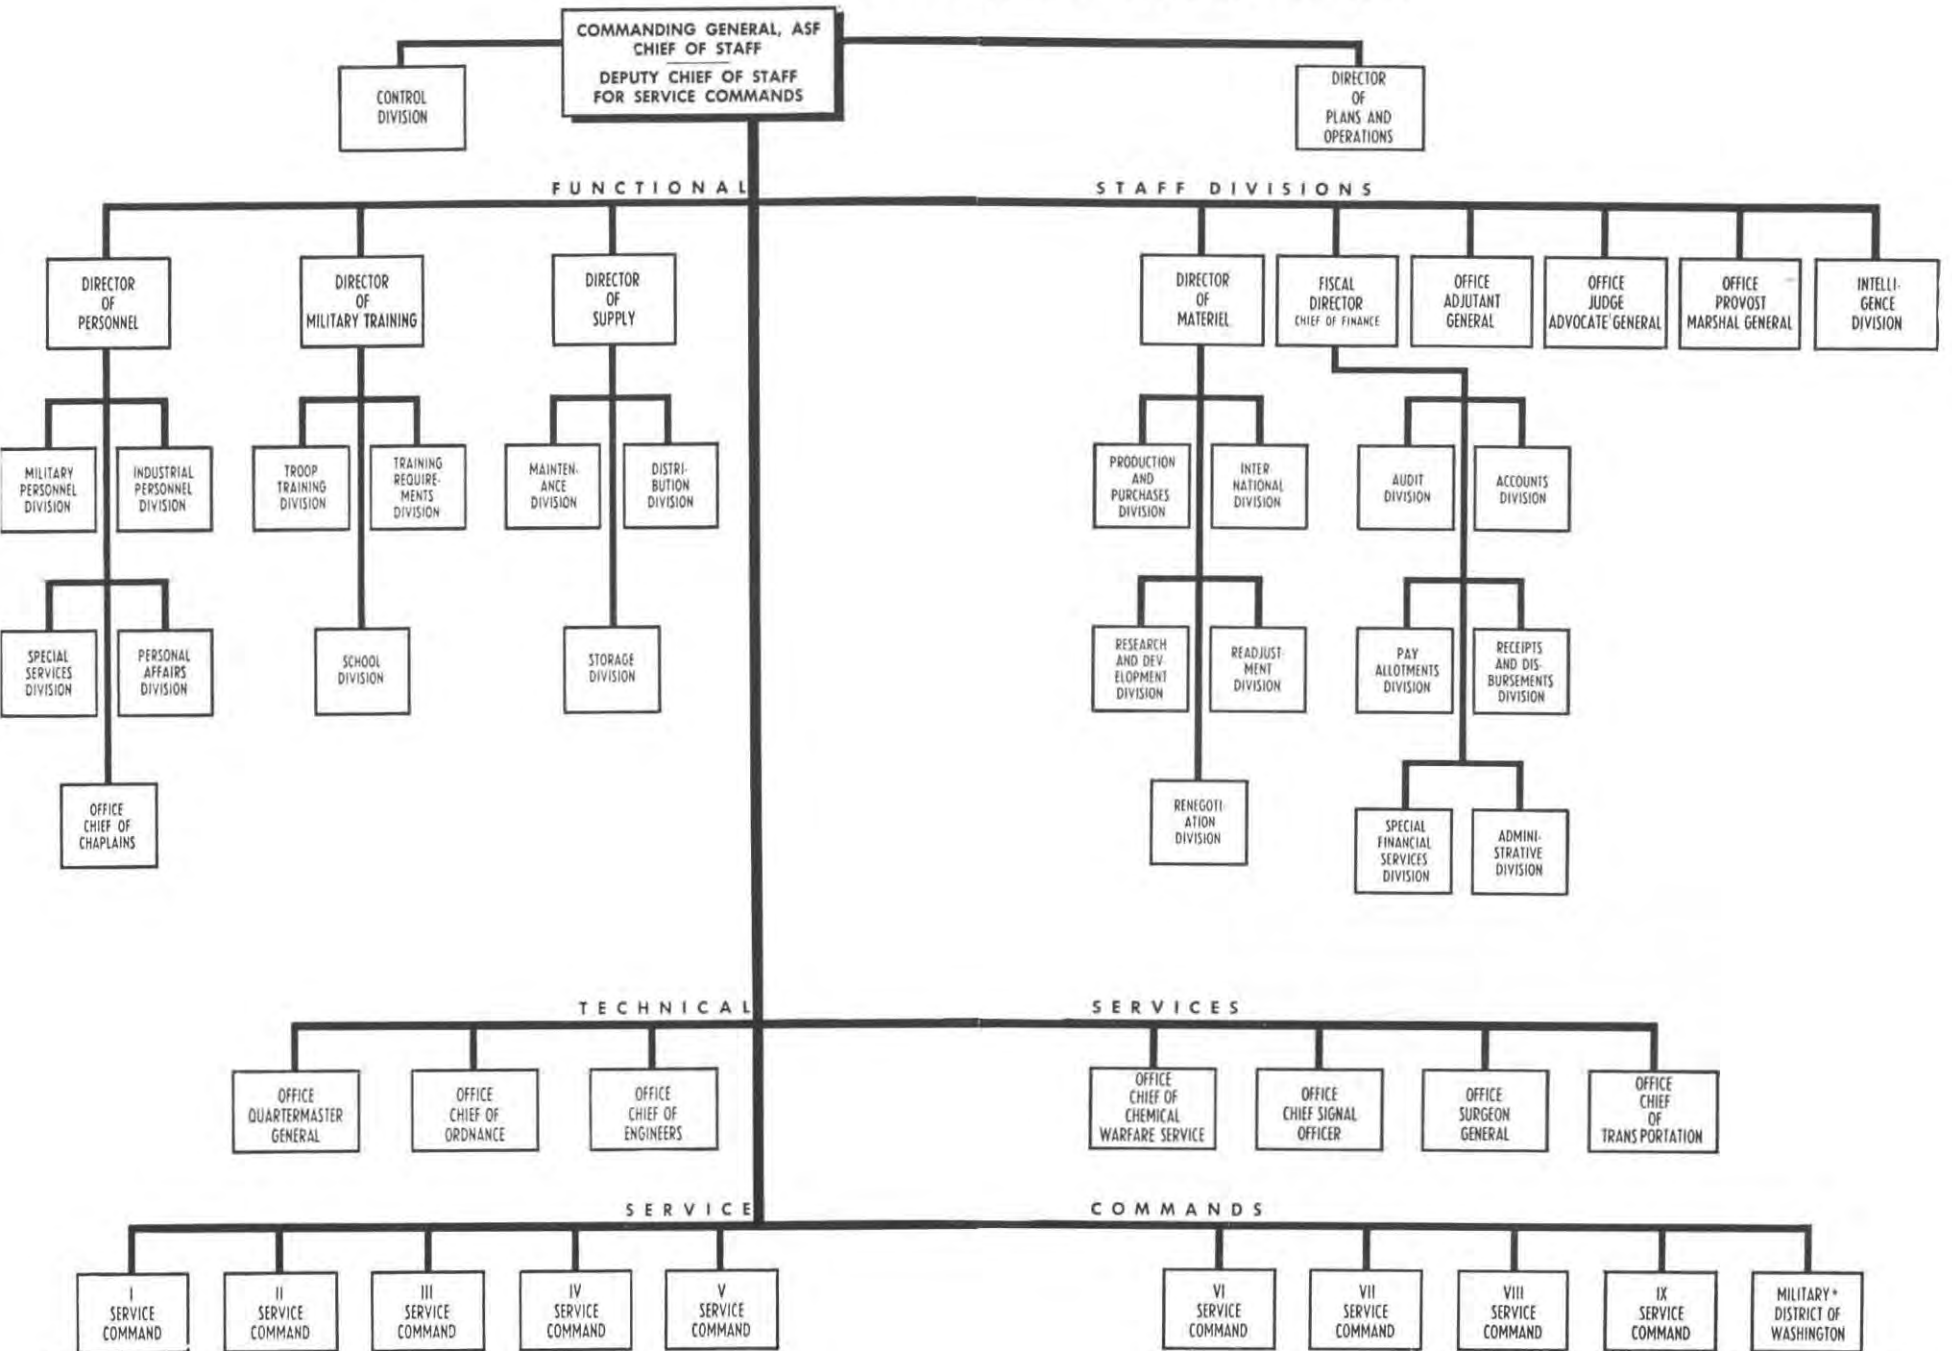 COMMANDING GENERAL, ASF
CHIEF OF STAFF
DEPUTY CHIEF OF STAFF
FOR SERVICE COMMANDS
CONTROL
DIVISION
DIRECTOR
OF
PLANS AND
OPERATIONS
FUNCTIONAL STAFF DIVISIONS
DIRECTOR
OF
PERSONNEL
DIRECTOR
OF
MILITARY TRAINING
DIRECTOR
OF
SUPPLY
DIRECTOR
OF
MATERIEL
FISCAL
DIRECTOR
CHIEF OF FINANCE
OFFICE
ADJUTANT
GENERAL
OFFICE
JUDGE
ADVOCATE GENERAL
OFFICE
PROVOST
MARSHAL GENERAL
INTELLI-
GENCE
DIVISION
MILITARY
PERSONNEL
DIVISION
INDUSTRIAL
PERSONNEL
DIVISION
TROOP
TRAINING
DIVISION
TRAINING
REQUIRE-
MENTS
DIVISION
MAINTEN-
ANCE
DIVISION
DISTRI-
BUTION
DIVISION
PRODUCTION
AND
PURCHASES
DIVISION
INTER
NATIONAL
DIVISION
AUDIT
DIVISION
ACCOUNTS
DIVISION
SPECIAL
SERVICES
DIVISION
PERSONAL
AFFAIRS
DIVISION
SCHOOL
DIVISION
STORAGE
DIVISION
RESEARCH
AND DEV
ELOPMENT
DIVISION
READJUST-
MENT
DIVISION
PAY
ALLOTMENTS
DIVISION
RECEIPTS
AND DIS-
BURSEMENTS
DIVISION
OFFICE
CHIEF OF
CHAPLAINS
RENEGOTI-
ATION
DIVISION
SPECIAL
FINANCIAL
SERVICES
DIVISION
ADMINI-
STRATIVE
DIVISION
TECHNICAL SERVICES
OFFICE
QUARTERMASTER
GENERAL
OFFICE
CHIEF OF
ORDNANCE
OFFICE
CHIEF OF
ENGINEERS
OFFICE
CHIEF OF
CHEMICAL
WARFARE SERVICE
OFFICE
CHIEF SIGNAL
OFFICER
OFFICE
SURGEON
GENERAL
OFFICE
CHIEF
OF
TRANSPORTATION
SERVICE COMMANDS
I
SERVICE
COMMAND
II
SERVICE
COMMAND
III
SERVICE
COMMAND
IV
SERVICE
COMMAND
V
SERVICE
COMMAND
VI
SERVICE
COMMAND
VII
SERVICE
COMMAND
VIII
SERVICE
COMMAND
IX
SERVICE
COMMAND
MILITARY*
DISTRICT OF
WASHINGTON